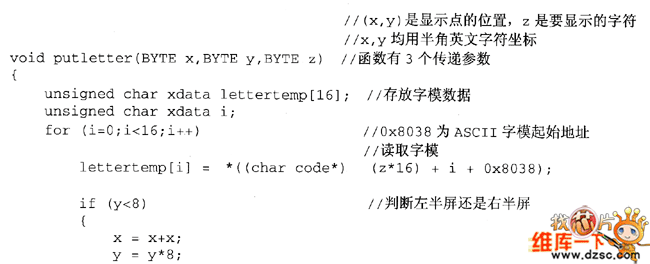 //(x,y)是显示点的位置，z 是要显示的字符
//x,y 均用半角英文字符坐标
void putletter(BYTE x,BYTE y,BYTE z) //函数有 3 个传递参数
{
unsigned char xdata lettertemp[16]; //存放字模数据
unsigned char xdata i;
for (i=0;i<16;i++) //0x8038 为 ASCII 字模起始地址
//读取字模
lettertemp[i] = *((char code*) (z*16) + i + 0x8038);
if (y<8) //判断左半屏还是右半屏
{
x = x+x;
y = y*8;
找芯片
维库一下
www.dzsc.com